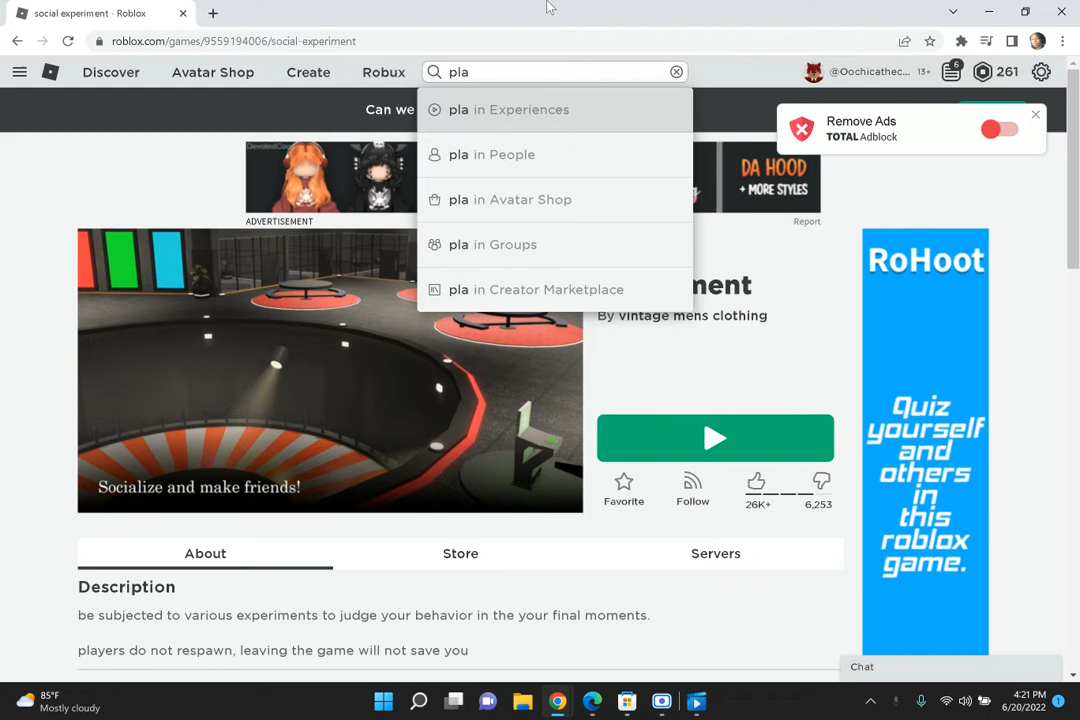 social experiment - Roblox
roblox.com/games/9559194006/social-experiment
Discover
Avatar Shop
Create
Robux
pla
@Oochicathec...
13+
6
261
Can we
pla in Experiences
pla in People
pla in Avatar Shop
pla in Groups
pla in Creator Marketplace
Remove Ads
TOTAL Adblock
DA HOOD
+ MORE STYLES
ADVERTISEMENT
Report
ment
By vintage mens clothing
Socialize and make friends!
Favorite
Follow
26K+
6,253
RoHoot
Quiz
yourself
and
others
in
this
roblox
game.
About
Store
Servers
Description
be subjected to various experiments to judge your behavior in the your final moments.
players do not respawn, leaving the game will not save you
Chat
85°F
Mostly cloudy
4:21 PM
6/20/2022
1